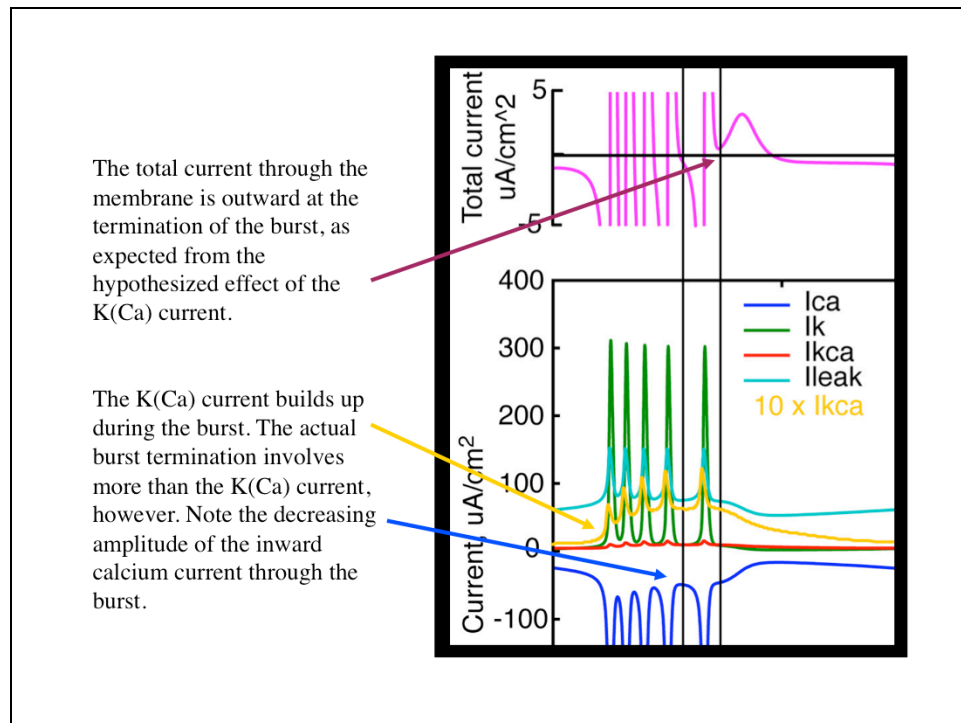 The total current through the
membrane is outward at the
termination of the burst, as
expected from the
hypothesized effect of the
K(Ca) current.
The K(Ca) current builds up
during the burst. The actual
burst termination involves
more than the K(Ca) current,
however. Note the decreasing
amplitude of the inward
calcium current through the
burst.
Total current
uA/cm^2
5
-5
Current, uA/cm²
400
300
200
100
0
-100
Ica
Ik
Ikca
Ileak
10 x Ikca